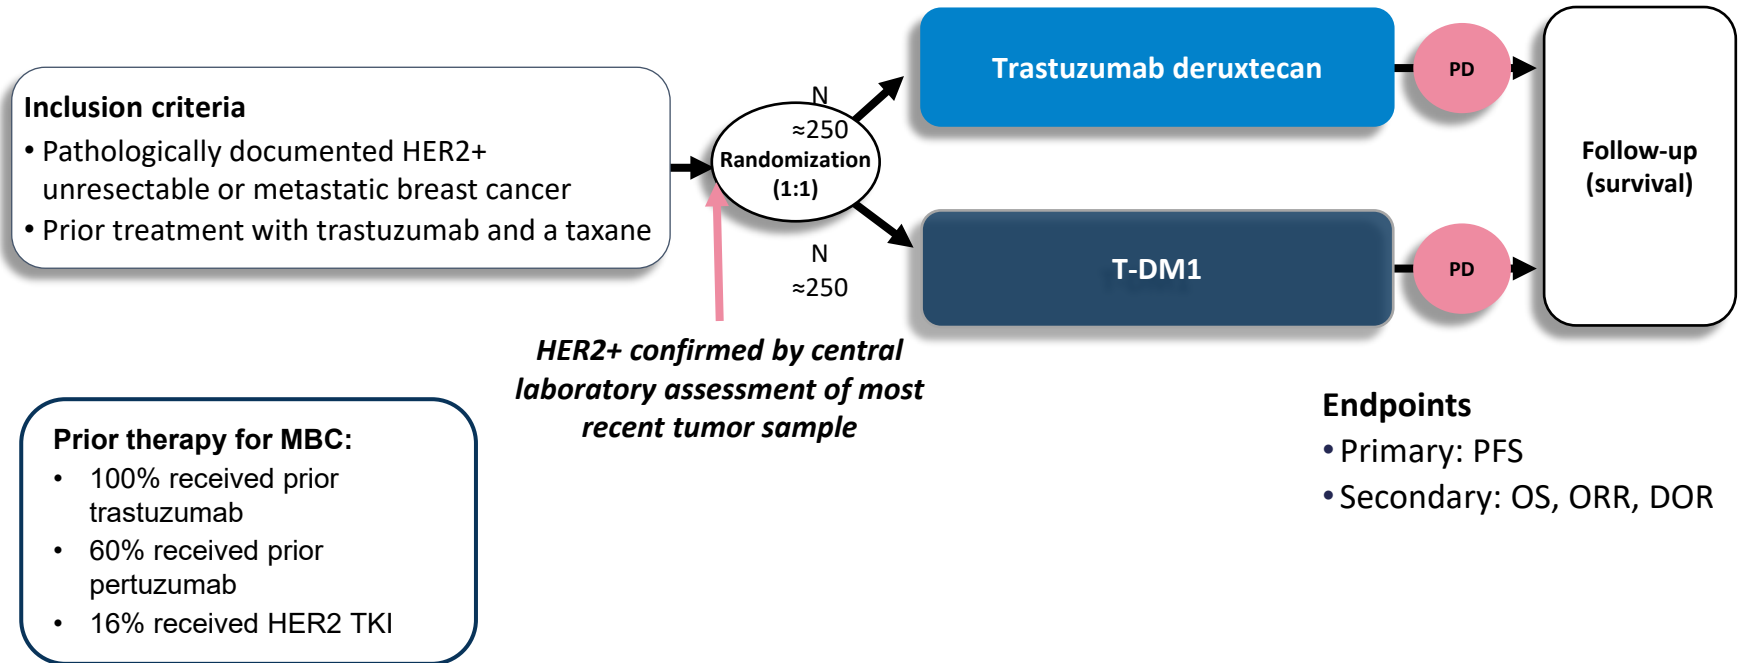 Inclusion criteria
• Pathologically documented HER2+
unresectable or metastatic breast cancer
• Prior treatment with trastuzumab and a taxane
N
≈250
Randomization
(1:1)
N
≈250
Trastuzumab deruxtecan
PD
T-DM1
PD
Follow-up
(survival)
HER2+ confirmed by central
laboratory assessment of most
recent tumor sample
Prior therapy for MBC:
• 100% received prior
trastuzumab
• 60% received prior
pertuzumab
• 16% received HER2 TKI
Endpoints
• Primary: PFS
• Secondary: OS, ORR, DOR